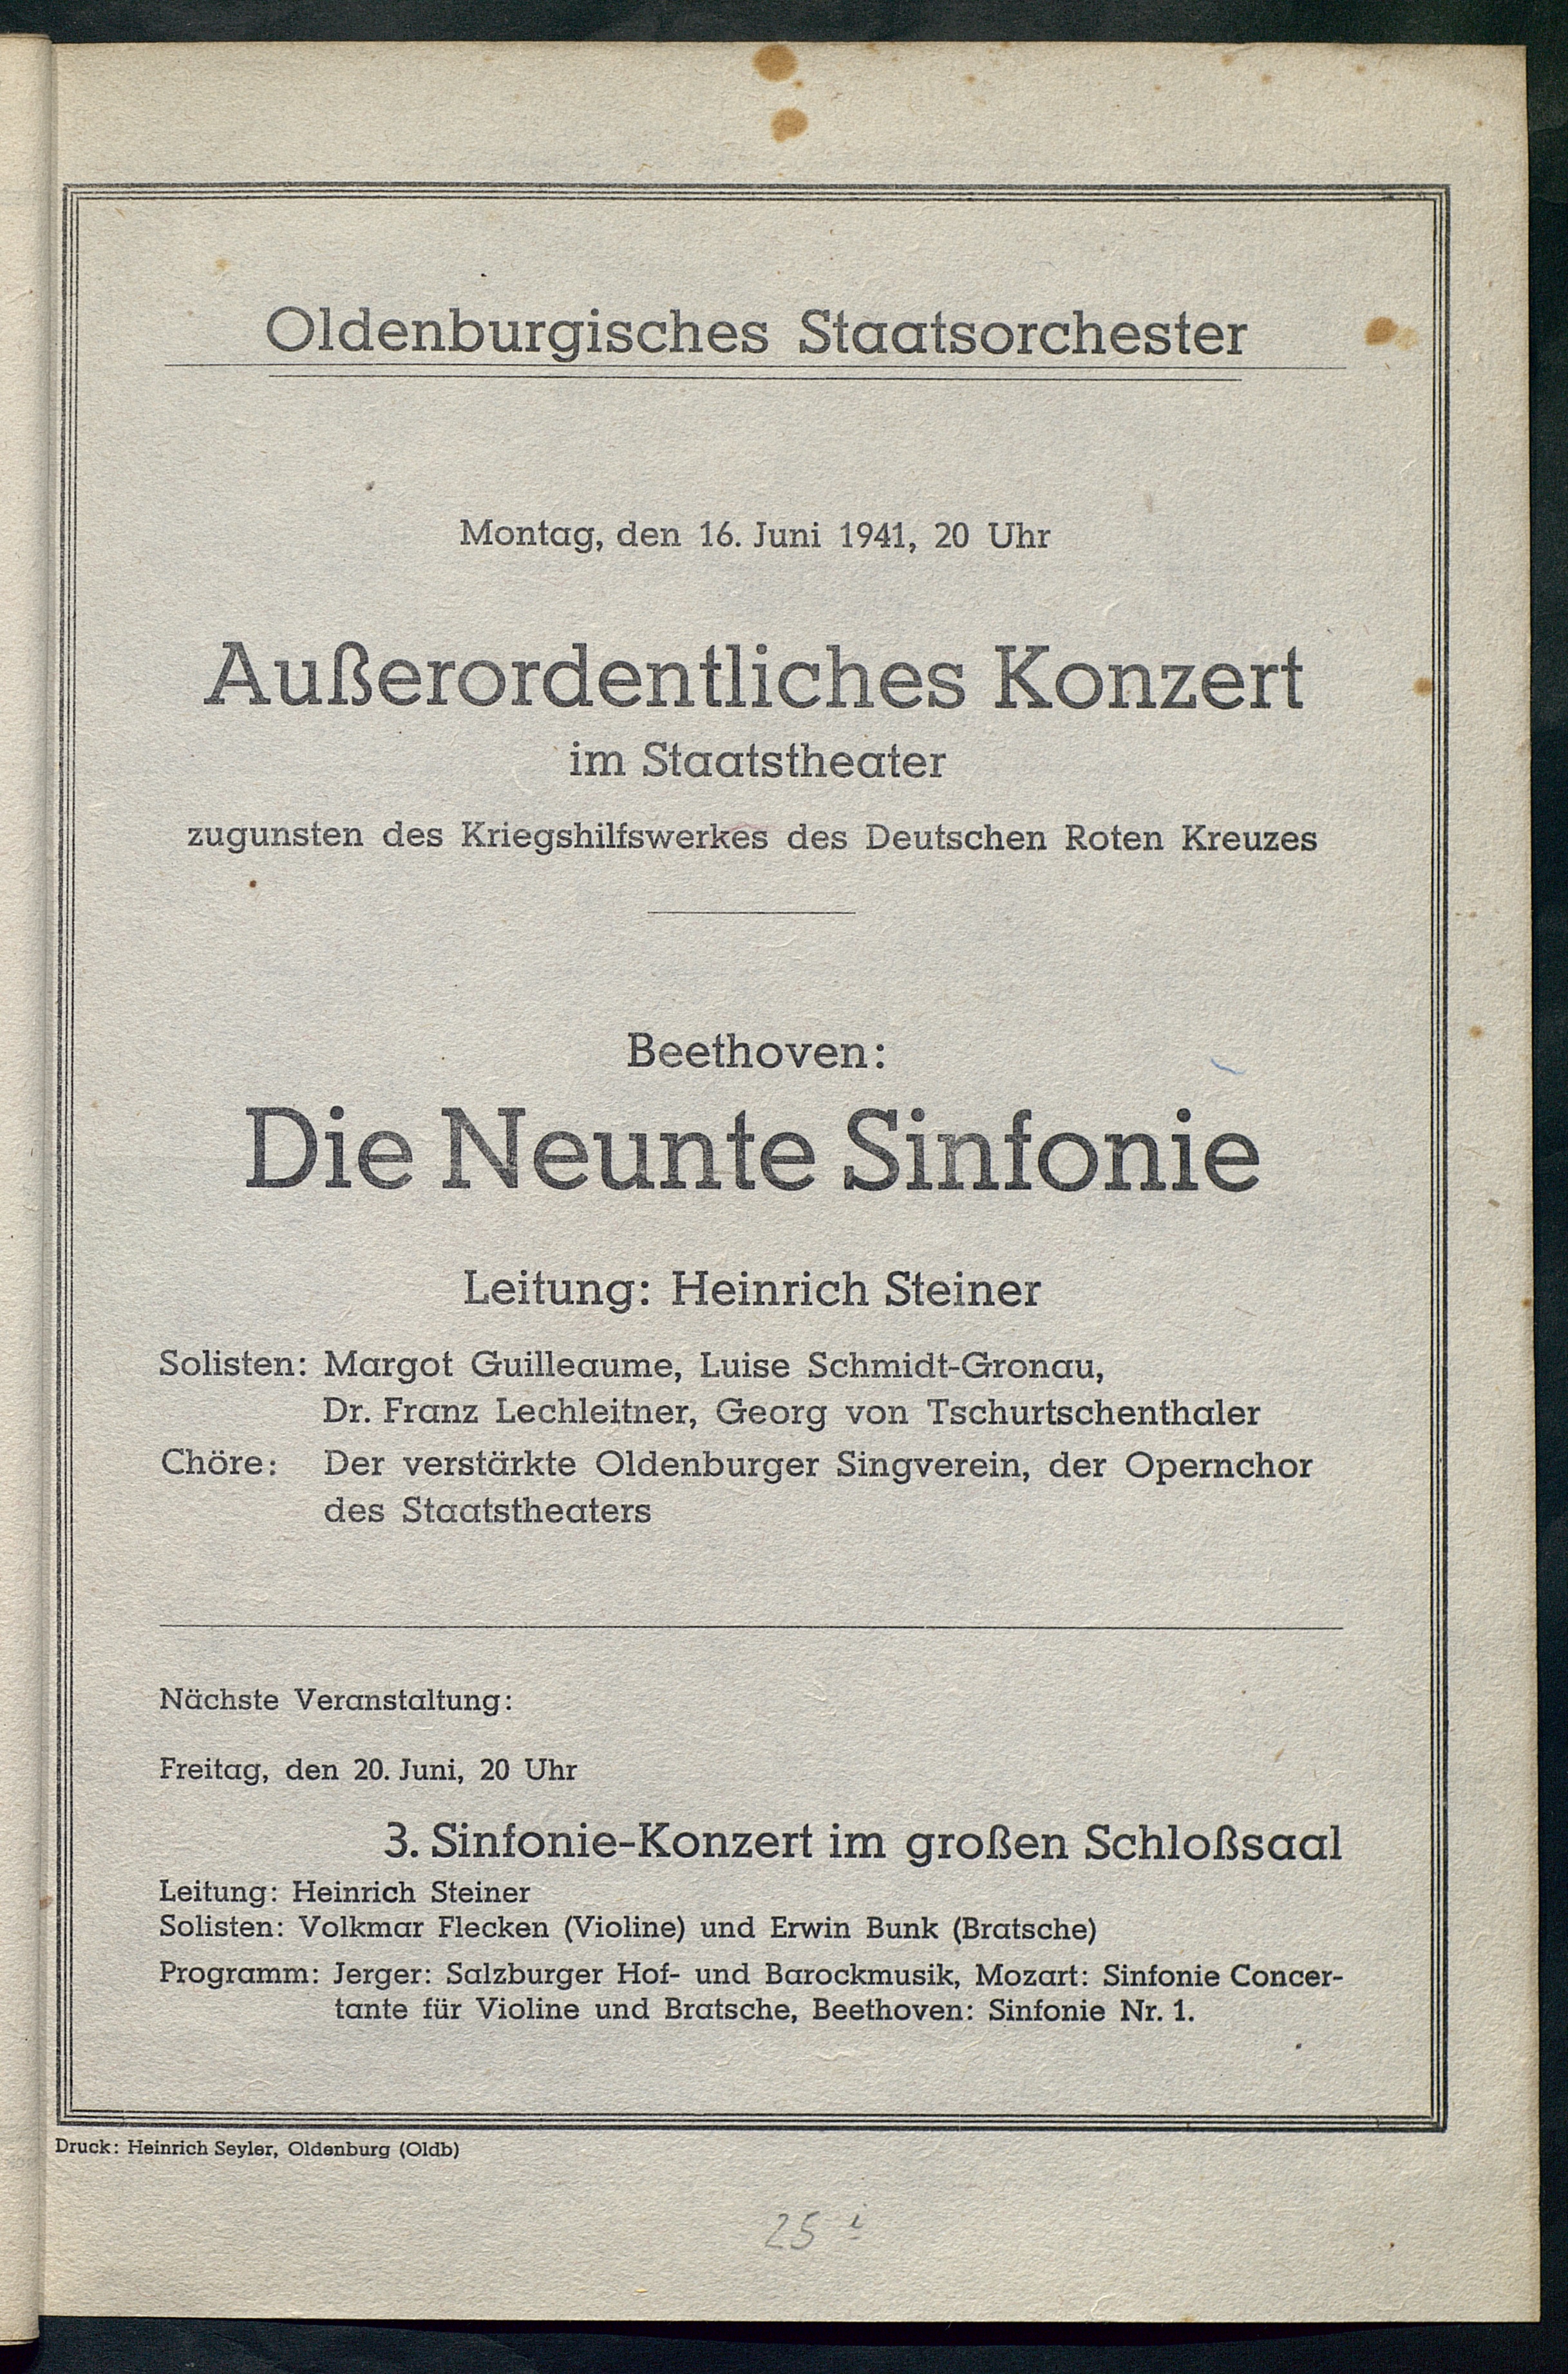 Oldenburgisches Staatsorchester
Montag, den 16. Juni 1941, 20 Uhr
Außerordentliches Konzert
im Staatstheater
zugunsten des Kriegshilfswerkes des Deutschen Roten Kreuzes
Beethoven:
Die Neunte Sinfonie
Leitung: Heinrich Steiner
Solisten: Margot Guilleaume, Luise Schmidt-Gronau,
Dr. Franz Lechleitner, Georg von Tschurtschenthaler
Chöre: Der verstärkte Oldenburger Singverein, der Opernchor
des Staatstheaters
Nächste Veranstaltung:
Freitag, den 20. Juni, 20 Uhr
3. Sinfonie-Konzert im großen Schloßsaal
Leitung: Heinrich Steiner
Solisten: Volkmar Flecken (Violine) und Erwin Bunk (Bratsche)
Programm: Jerger: Salzburger Hof- und Barockmusik, Mozart: Sinfonie Concer-
tante für Violine und Bratsche, Beethoven: Sinfonie Nr. 1.
Druck: Heinrich Seyler, Oldenburg (Oldb)
25 i